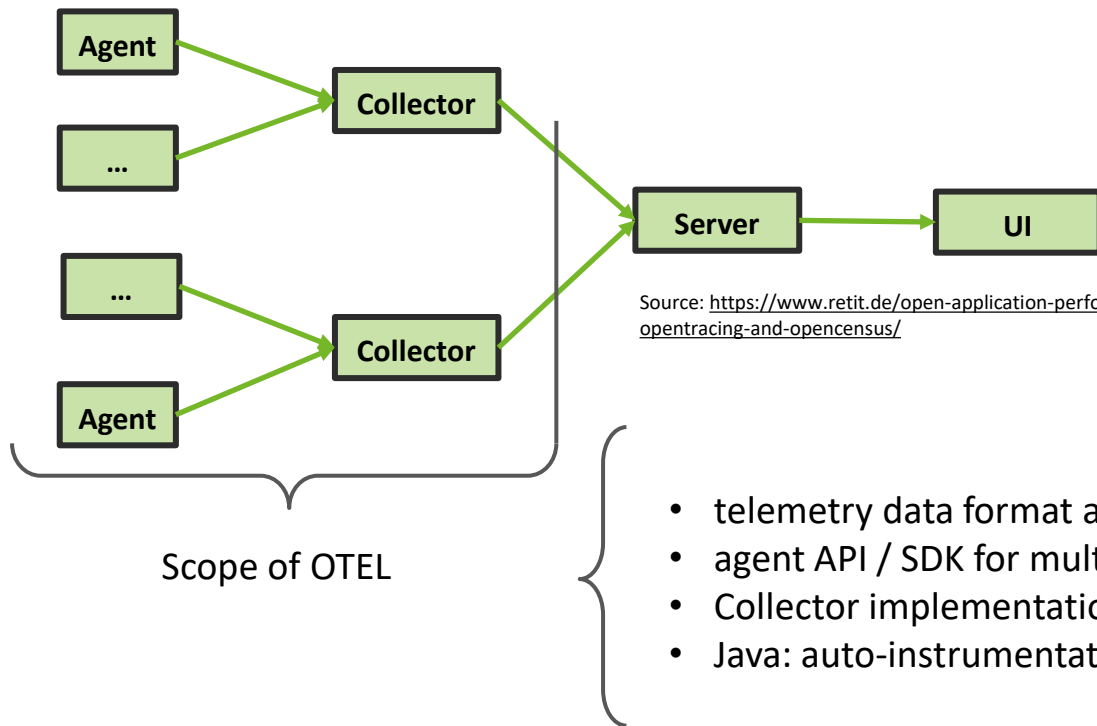 Agent
Collector
...
Server
UI
...
Collector
Agent
Source: https://www.retit.de/open-application-perfo
opentracing-and-opencensus/
Scope of OTEL
• telemetry data format a
• agent API / SDK for mult
• Collector implementatio
• Java: auto-instrumentat